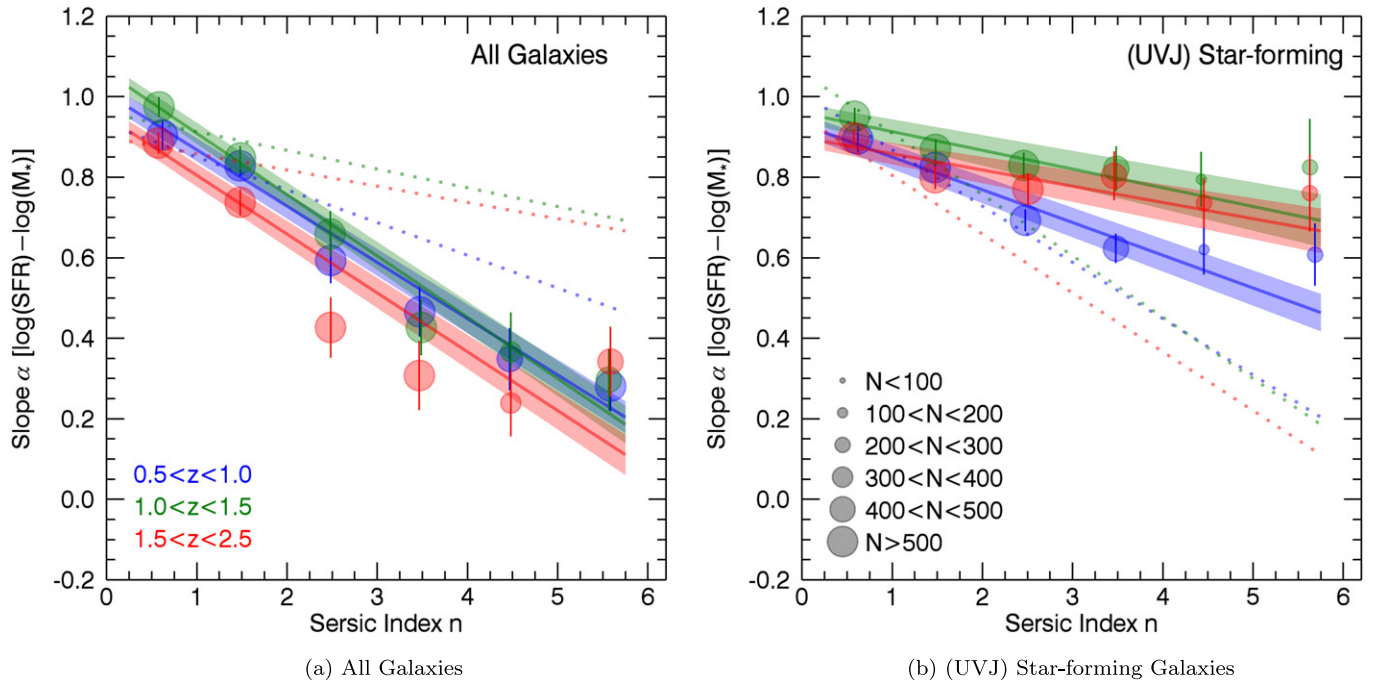 All Galaxies
1.2
1.0
0.8
0.6
0.4
0.2
0.0
-0.2
Slope α [log(SFR)−log(M⋆)]
0.5<z<1.0
1.0<z<1.5
1.5<z<2.5
0 1 2 3 4 5 6
Sersic Index n
(a) All Galaxies
(UVJ) Star-forming
1.2
1.0
0.8
0.6
0.4
0.2
0.0
-0.2
Slope α [log(SFR)−log(M⋆)]
N<100
100<N<200
200<N<300
300<N<400
400<N<500
N>500
0 1 2 3 4 5 6
Sersic Index n
(b) (UVJ) Star-forming Galaxies